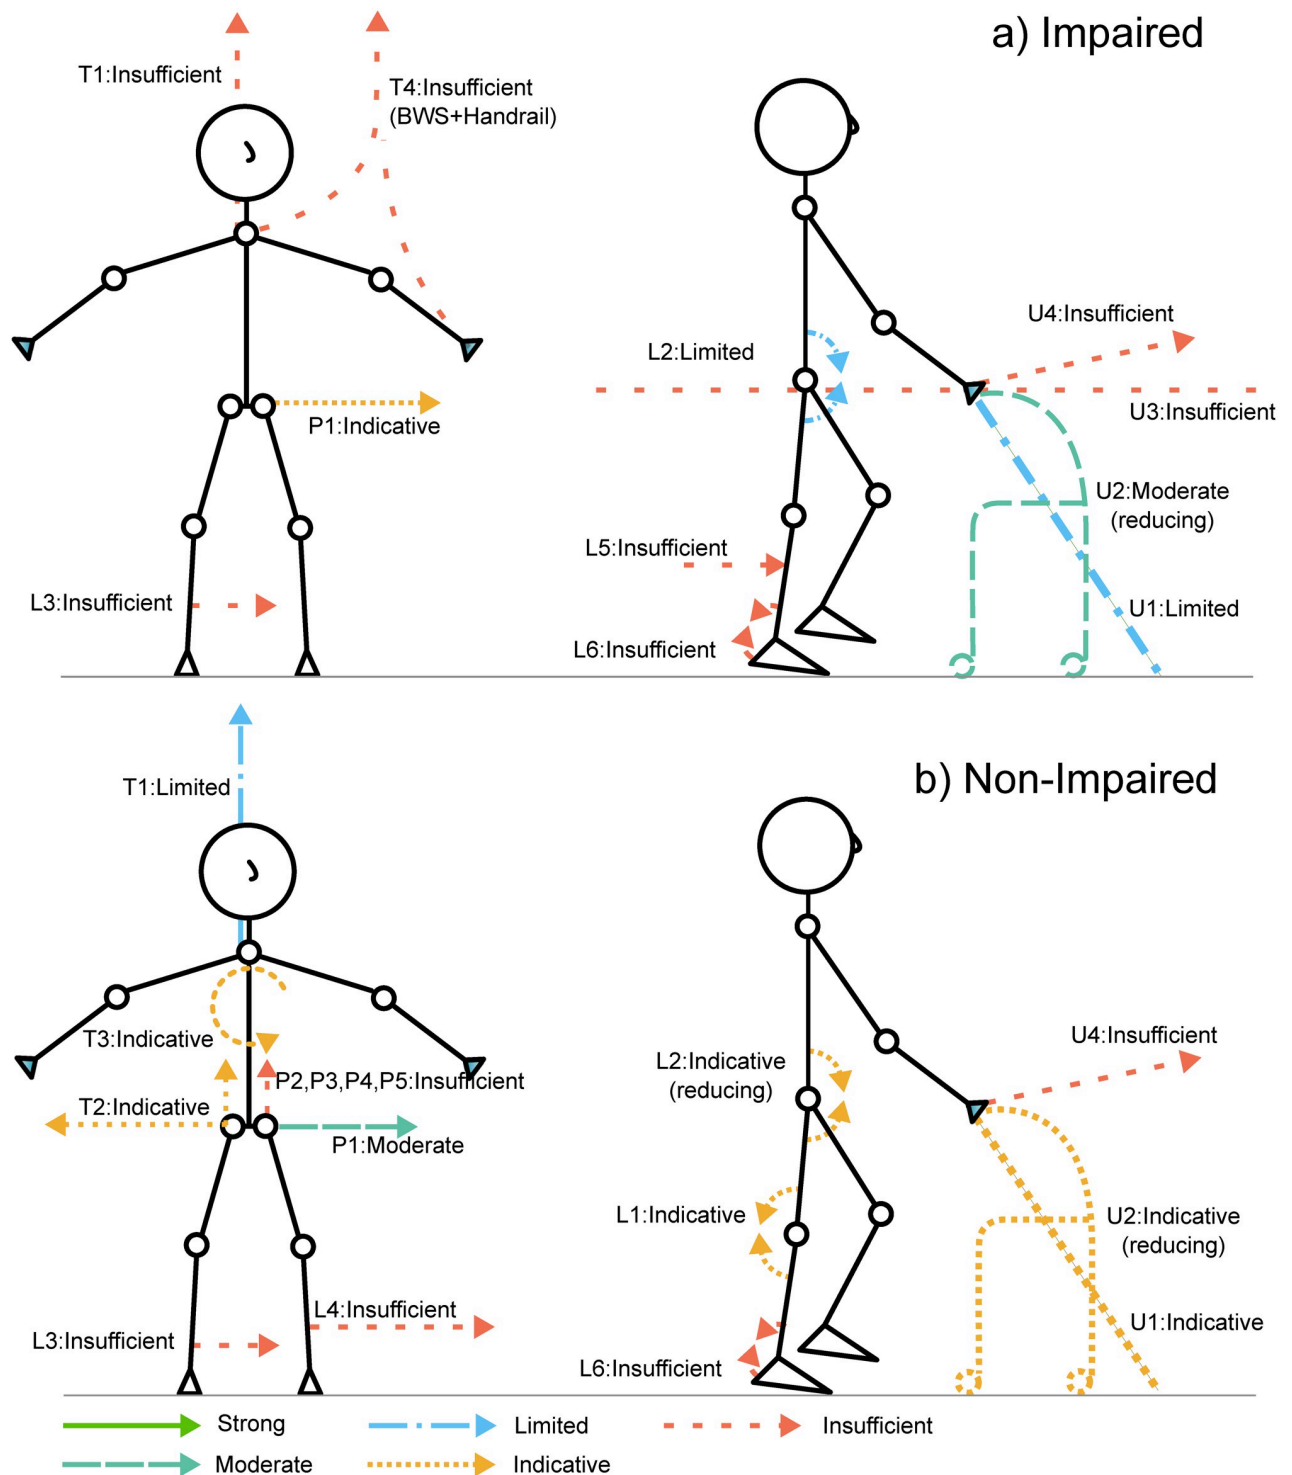 a) Impaired
T1:Insufficient
T4:Insufficient
(BWS+Handrail)
U4:Insufficient
L2:Limited
U3:Insufficient
P1:Indicative
U2:Moderate
(reducing)
L5:Insufficient
L3:Insufficient
U1:Limited
L6:Insufficient
b) Non-Impaired
T1:Limited
T3:Indicative
U4:Insufficient
L2:Indicative
(reducing)
P2,P3,P4,P5:Insufficient
T2:Indicative
P1:Moderate
L1:Indicative
U2:Indicative
(reducing)
L4:Insufficient
L3:Insufficient
U1:Indicative
L6:Insufficient
Strong
Limited
Insufficient
Moderate
Indicative